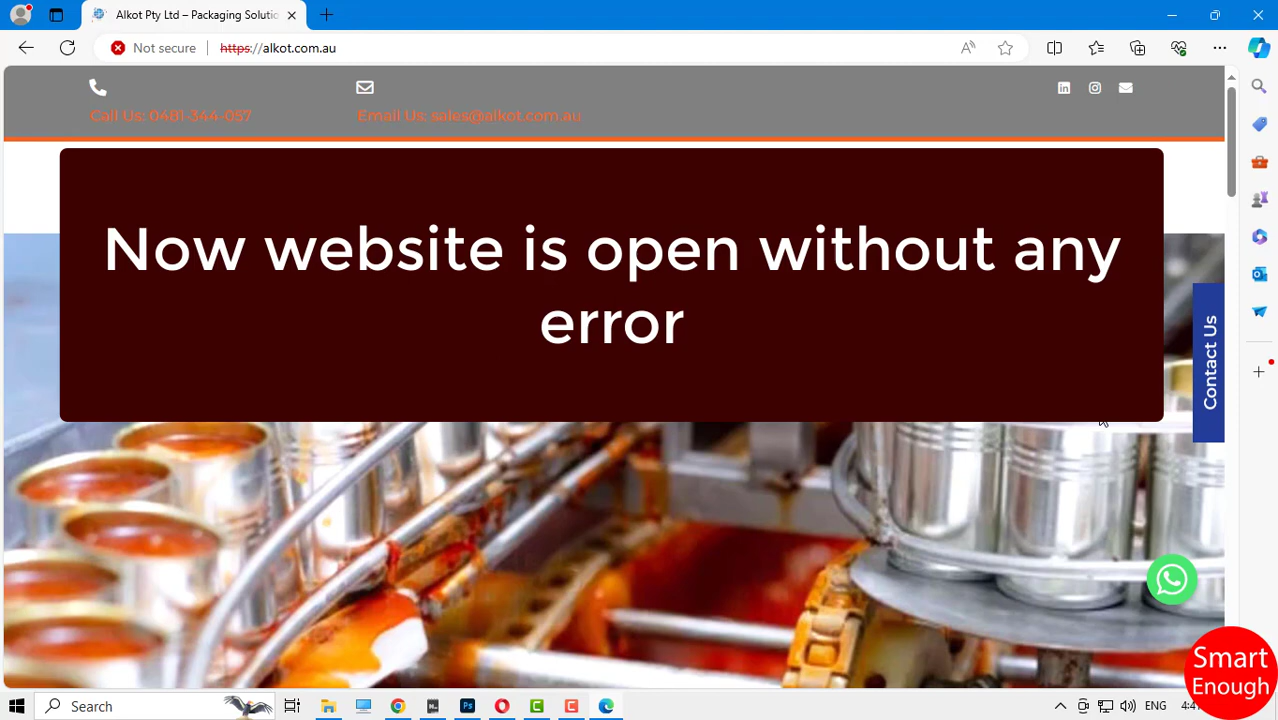 Alkot Pty Ltd – Packaging Solutio
Not secure https://alkot.com.au
Call Us: 0481-344-057
Email Us: sales@alkot.com.au
Now website is open without any
error
Contact Us
Smart
Enough
Search
ENG